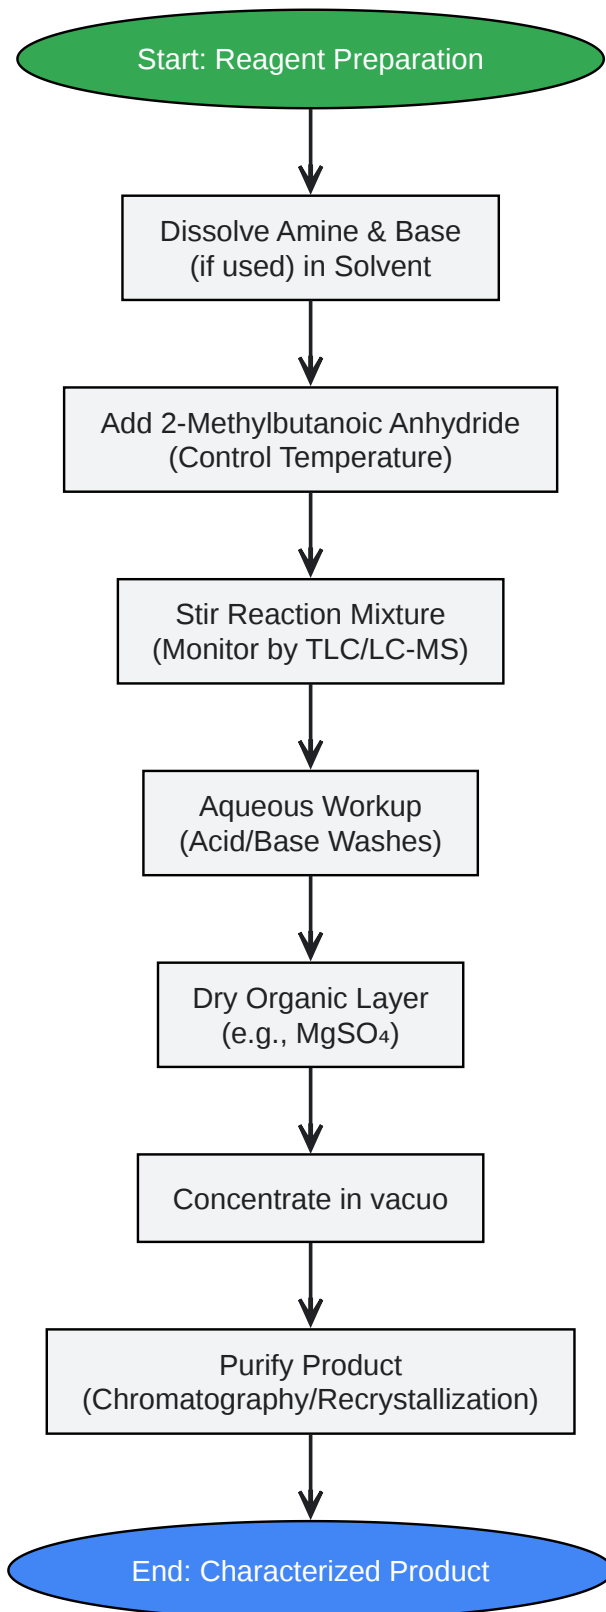 Start: Reagent Preparation
Dissolve Amine & Base
(if used) in Solvent
Add 2-Methylbutanoic Anhydride
(Control Temperature)
Stir Reaction Mixture
(Monitor by TLC/LC-MS)
Aqueous Workup
(Acid/Base Washes)
Dry Organic Layer
(e.g., MgSO₄)
Concentrate in vacuo
Purify Product
(Chromatography/Recrystallization)
End: Characterized Product